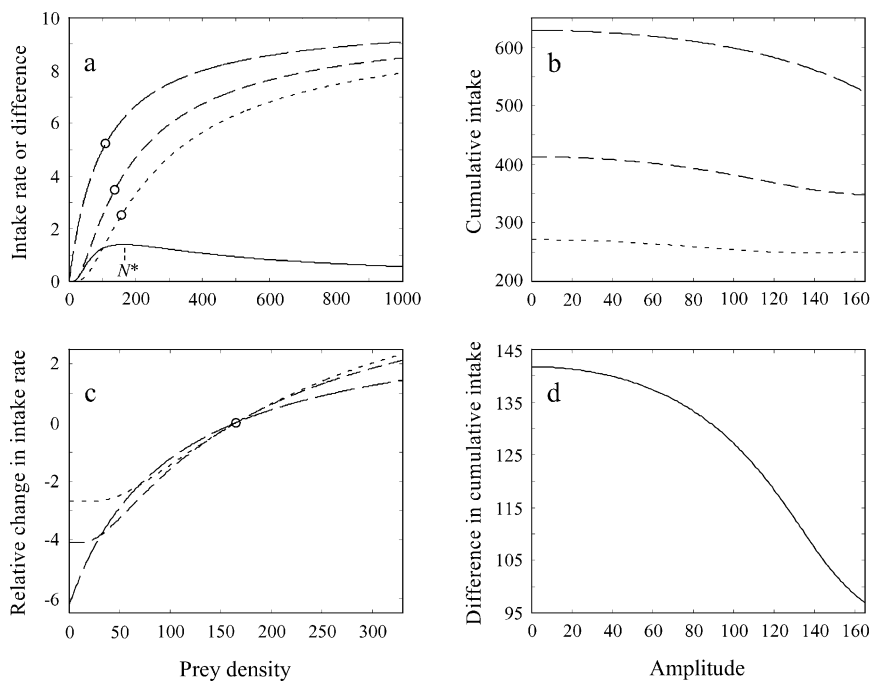 a
Intake rate or difference
10
8
6
4
2
0
N*
0 200 400 600 800 1000
b
Cumulative intake
600
500
400
300
200
0 20 40 60 80 100 120 140 160
c
Relative change in intake rate
2
0
-2
-4
-6
0 50 100 150 200 250 300
Prey density
d
Difference in cumulative intake
145
135
125
115
105
95
0 20 40 60 80 100 120 140 160
Amplitude